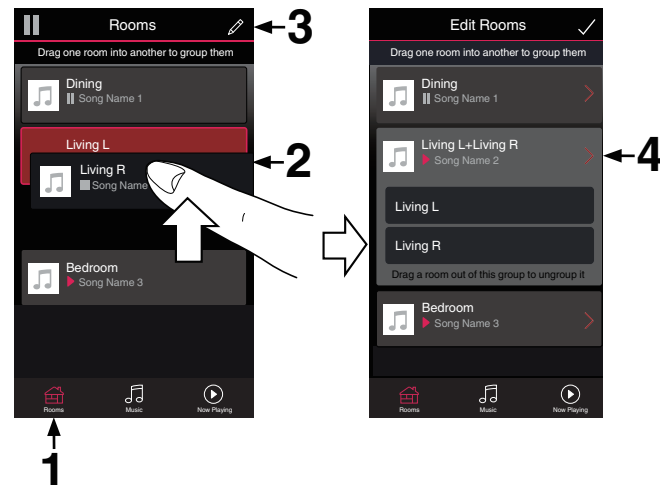 Rooms
3
Drag one room into another to group them
Dining
Song Name 1
Living L
Living R
Song Name
2
Bedroom
Song Name 3
Rooms
Music
Now Playing
1
Edit Rooms
Drag one room into another to group them
Dining
Song Name 1
Living L+Living R
Song Name 2
4
Living L
Living R
Drag a room out of this group to ungroup it
Bedroom
Song Name 3
Rooms
Music
Now Playing